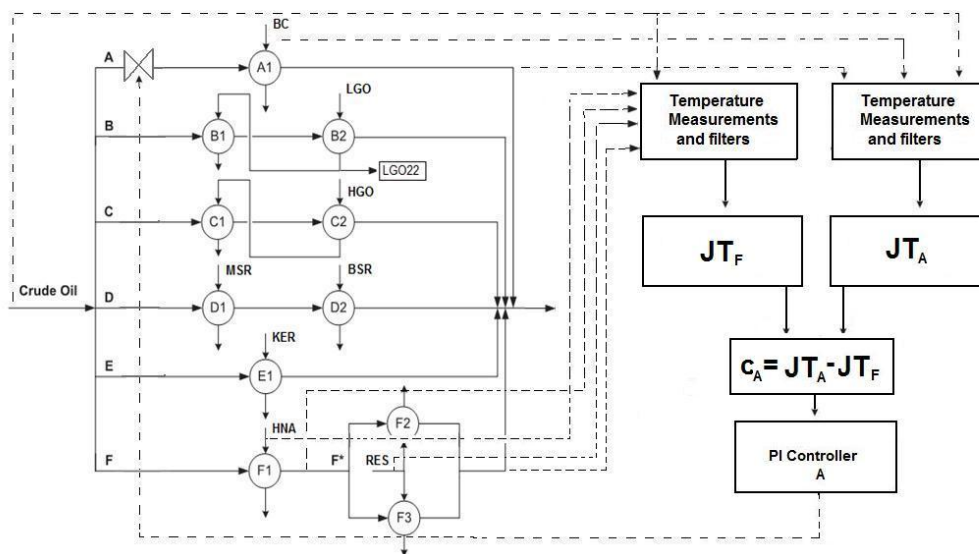 BC
A
A1
LGO
B
B1
B2
LGO22
HGO
C
C1
C2
MSR
BSR
Crude Oil
D
D1
D2
KER
E
E1
HNA
F2
F
F1
F*
RES
F3
Temperature
Measurements
and filters
Temperature
Measurements
and filters
JTF
JTA
cA= JTA-JTF
PI Controller
A